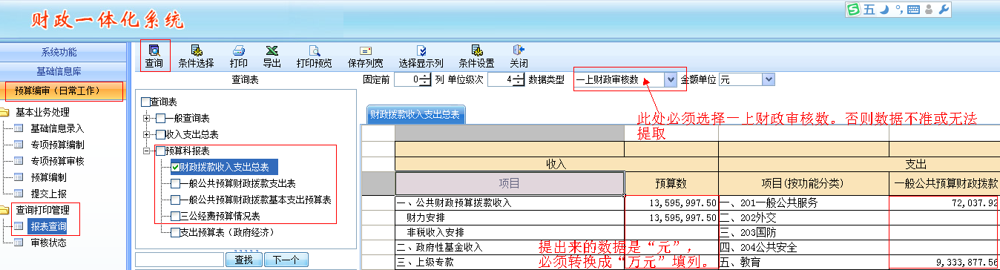 财政一体化系统
五
系统功能
基础信息库
预算编审（日常工作）
基本业务处理
基础信息录入
专项预算编制
专项预算审核
预算编制
提交上报
查询打印管理
报表查询
审核状态
查询 条件选择 打印 导出 打印预览 保存列宽 选择显示列 条件设置 关闭
查询表
固定前 0 列 单位级次 4 数据类型 一上财政审核数 金额单位 元
查询表
一般查询表
收入支出总表
预算科报表
财政拨款收入支出总表
一般公共预算财政拨款支出表
一般公共预算财政拨款基本支出预算表
三公经费预算情况表
支出预算表（政府经济）
查找 下一个
财政拨款收入支出总表
此处必须选择一上财政审核数。否则数据不准或无法
提取
收入 支出
项目 预算数 项目(按功能分类) 一般公共预算财政拨款
一、公共财政预算拨款收入 13,595,997.50 一、201一般公共服务 72,037.92
财力安排 13,595,997.50 二、202外交
非税收入安排 三、203国防
二、政府性基金收入 四、204公共安全
三、上级专款 五、教育 9,333,877.56
提出来的数据是“元”，
必须转换成“万元”填列。